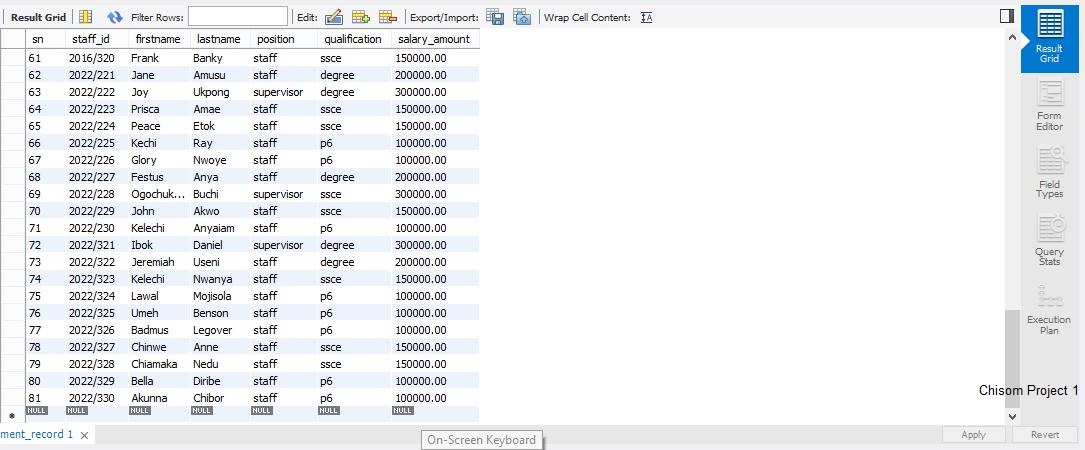 Result Grid Filter Rows: Edit: Export/Import: Wrap Cell Content: IA
sn staff_id firstname lastname position qualification salary_amount
61 2016/320 Frank Banky staff ssce 150000.00
62 2022/221 Jane Amusu staff degree 200000.00
63 2022/222 Joy Ukpong supervisor degree 300000.00
64 2022/223 Prisca Amae staff ssce 150000.00
65 2022/224 Peace Etok staff ssce 150000.00
66 2022/225 Kechi Ray staff p6 100000.00
67 2022/226 Glory Nwoye staff p6 100000.00
68 2022/227 Festus Anya staff degree 200000.00
69 2022/228 Ogochuk... Buchi supervisor ssce 300000.00
70 2022/229 John Akwo staff ssce 150000.00
71 2022/230 Kelechi Anyaiam staff p6 100000.00
72 2022/321 Ibok Daniel supervisor degree 300000.00
73 2022/322 Jeremiah Useni staff degree 200000.00
74 2022/323 Kelechi Nwanya staff ssce 150000.00
75 2022/324 Lawal Mojisola staff p6 100000.00
76 2022/325 Umeh Benson staff p6 100000.00
77 2022/326 Badmus Legover staff p6 100000.00
78 2022/327 Chinwe Anne staff ssce 150000.00
79 2022/328 Chiamaka Nedu staff ssce 150000.00
80 2022/329 Bella Diribe staff p6 100000.00
81 2022/330 Akunna Chibor staff p6 100000.00
NULL NULL NULL NULL NULL NULL NULL
Result
Grid
Form
Editor
Field
Types
Query
Stats
Execution
Plan
Chisom Project 1
ment_record 1
On-Screen Keyboard
Apply Revert